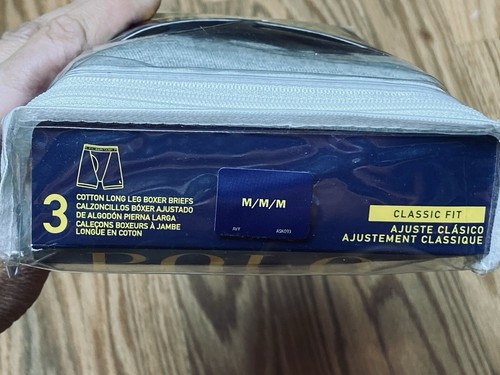 3
COTTON LONG LEG BOXER BRIEFS
CALZONCILLOS BÓXER AJUSTADO
DE ALGODÓN PIERNA LARGA
CALEÇONS BOXEURS À JAMBE
LONGUE EN COTON
M/M/M
CLASSIC FIT
AJUSTE CLÁSICO
AJUSTEMENT CLASSIQUE
POLO